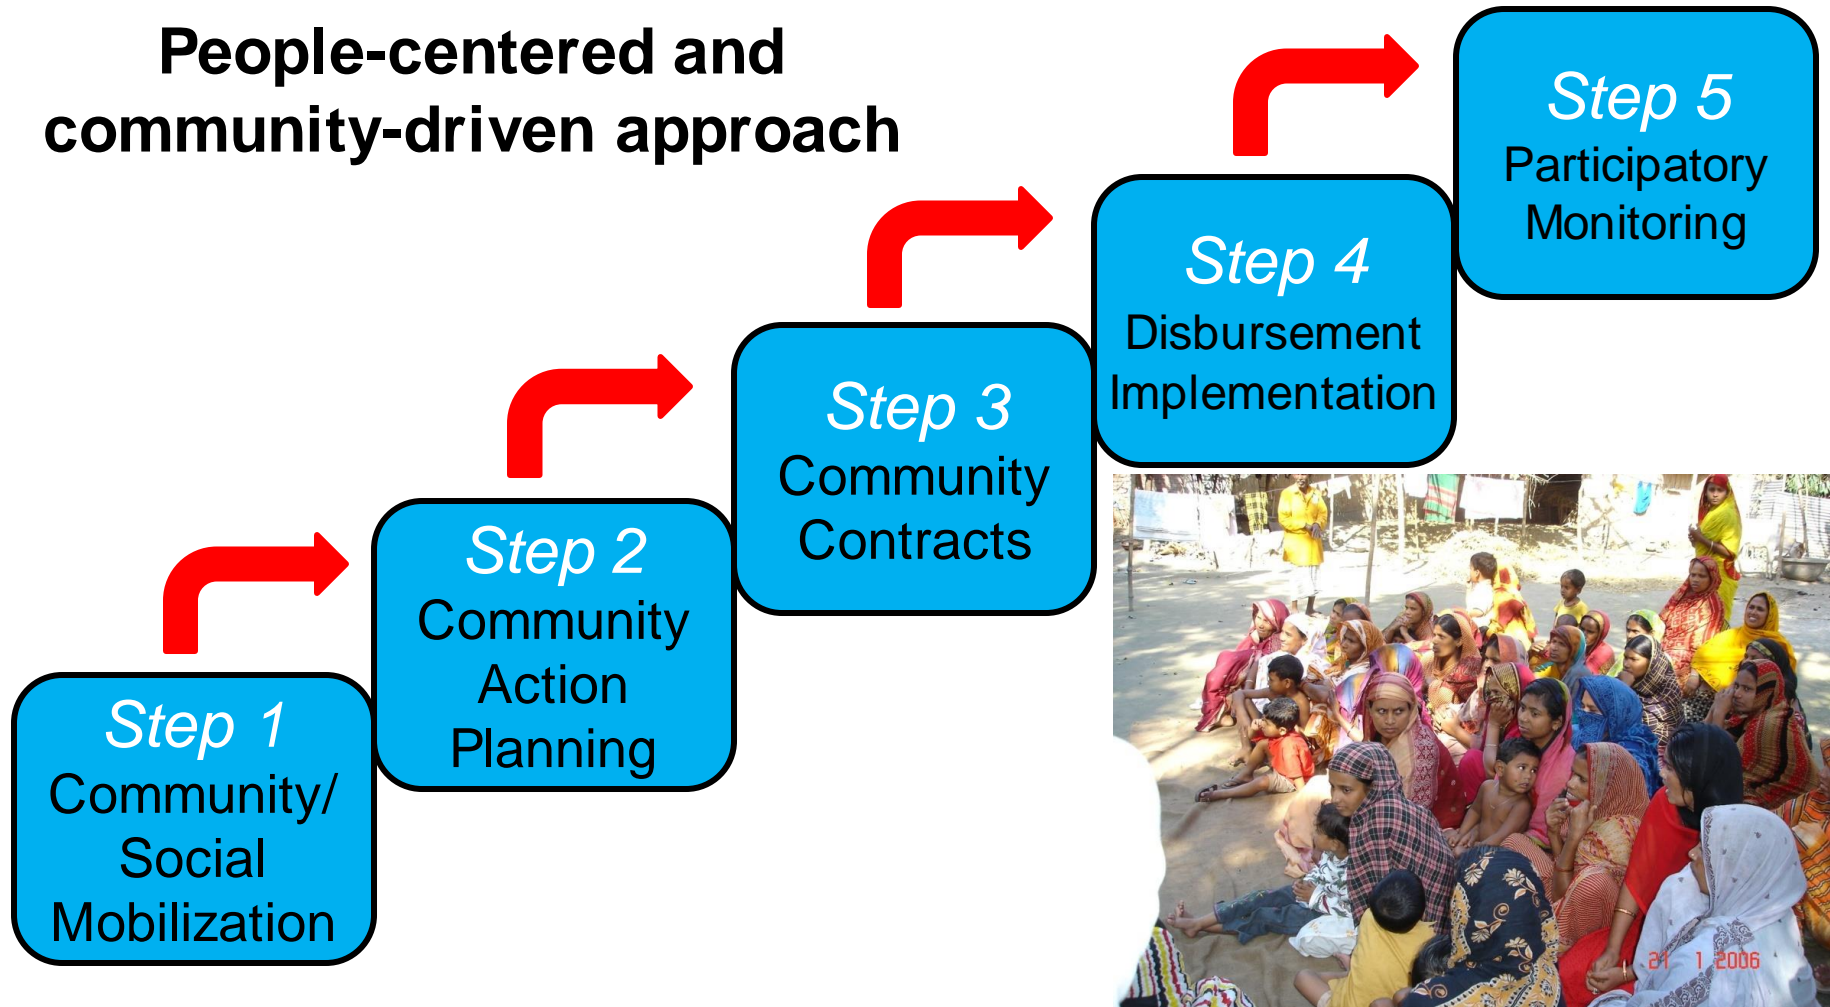 People-centered and
community-driven approach
Step 1
Community/
Social
Mobilization
Step 2
Community
Action
Planning
Step 3
Community
Contracts
Step 4
Disbursement
Implementation
Step 5
Participatory
Monitoring
21 1 2006